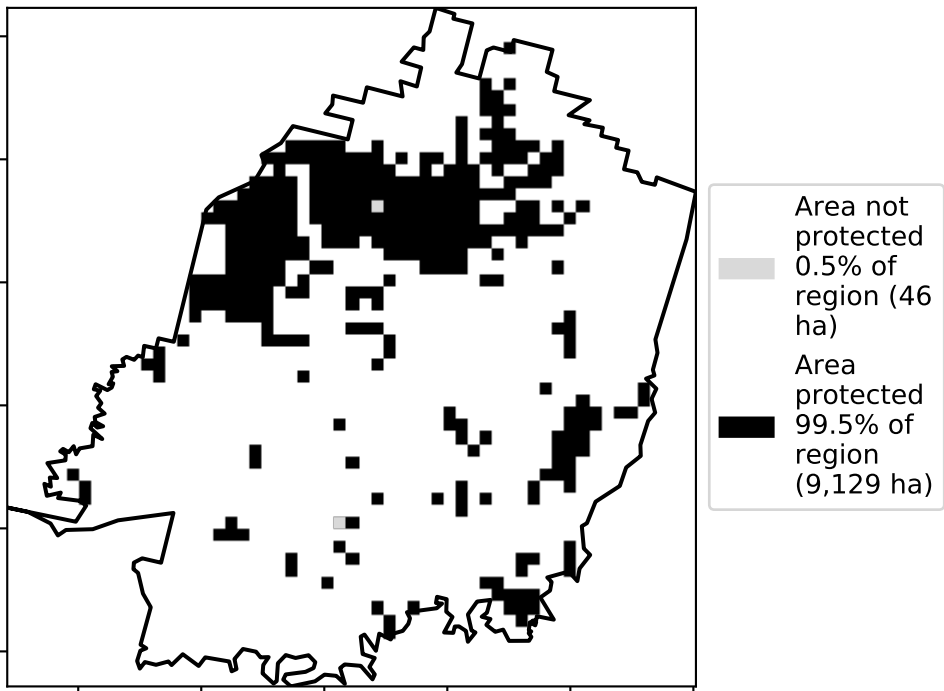 Area not
protected
0.5% of
region (46
ha)
Area
protected
99.5% of
region
(9,129 ha)